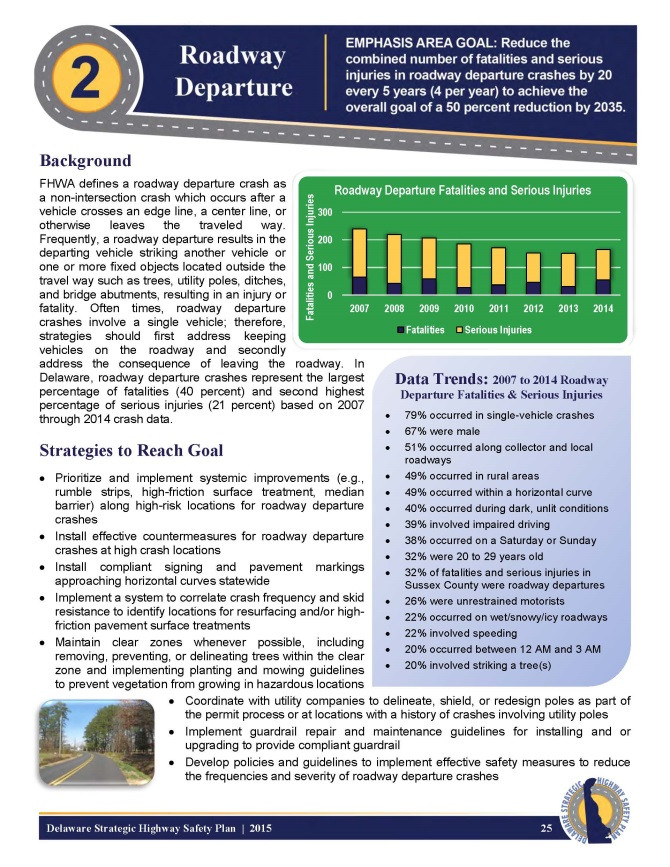 2
Roadway
Departure
EMPHASIS AREA GOAL: Reduce the
combined number of fatalities and serious
injuries in roadway departure crashes by 20
every 5 years (4 per year) to achieve the
overall goal of a 50 percent reduction by 2035.
Background
FHWA defines a roadway departure crash as
a non-intersection crash which occurs after a
vehicle crosses an edge line, a center line, or
otherwise leaves the traveled way.
Frequently, a roadway departure results in the
departing vehicle striking another vehicle or
one or more fixed objects located outside the
travel way such as trees, utility poles, ditches,
and bridge abutments, resulting in an injury or
fatality. Often times, roadway departure
crashes involve a single vehicle; therefore,
strategies should first address keeping
vehicles on the roadway and secondly
address the consequence of leaving the roadway. In
Delaware, roadway departure crashes represent the largest
percentage of fatalities (40 percent) and second highest
percentage of serious injuries (21 percent) based on 2007
through 2014 crash data.
Roadway Departure Fatalities and Serious Injuries
Fatalities and Serious Injuries
300
200
100
0
2007 2008 2009 2010 2011 2012 2013 2014
Fatalities Serious Injuries
Strategies to Reach Goal
• Prioritize and implement systemic improvements (e.g.,
rumble strips, high-friction surface treatment, median
barrier) along high-risk locations for roadway departure
crashes
• Install effective countermeasures for roadway departure
crashes at high crash locations
• Install compliant signing and pavement markings
approaching horizontal curves statewide
• Implement a system to correlate crash frequency and skid
resistance to identify locations for resurfacing and/or high-
friction pavement surface treatments
• Maintain clear zones whenever possible, including
removing, preventing, or delineating trees within the clear
zone and implementing planting and mowing guidelines
to prevent vegetation from growing in hazardous locations
• Coordinate with utility companies to delineate, shield, or redesign poles as part of
the permit process or at locations with a history of crashes involving utility poles
• Implement guardrail repair and maintenance guidelines for installing and or
upgrading to provide compliant guardrail
• Develop policies and guidelines to implement effective safety measures to reduce
the frequencies and severity of roadway departure crashes
Data Trends: 2007 to 2014 Roadway
Departure Fatalities & Serious Injuries
• 79% occurred in single-vehicle crashes
• 67% were male
• 51% occurred along collector and local
roadways
• 49% occurred in rural areas
• 49% occurred within a horizontal curve
• 40% occurred during dark, unlit conditions
• 39% involved impaired driving
• 38% occurred on a Saturday or Sunday
• 32% were 20 to 29 years old
• 32% of fatalities and serious injuries in
Sussex County were roadway departures
• 26% were unrestrained motorists
• 22% occurred on wet/snowy/icy roadways
• 22% involved speeding
• 20% occurred between 12 AM and 3 AM
• 20% involved striking a tree(s)
Delaware Strategic Highway Safety Plan | 2015
25
DELAWARE STRATEGIC HIGHWAY SAFETY PLAN